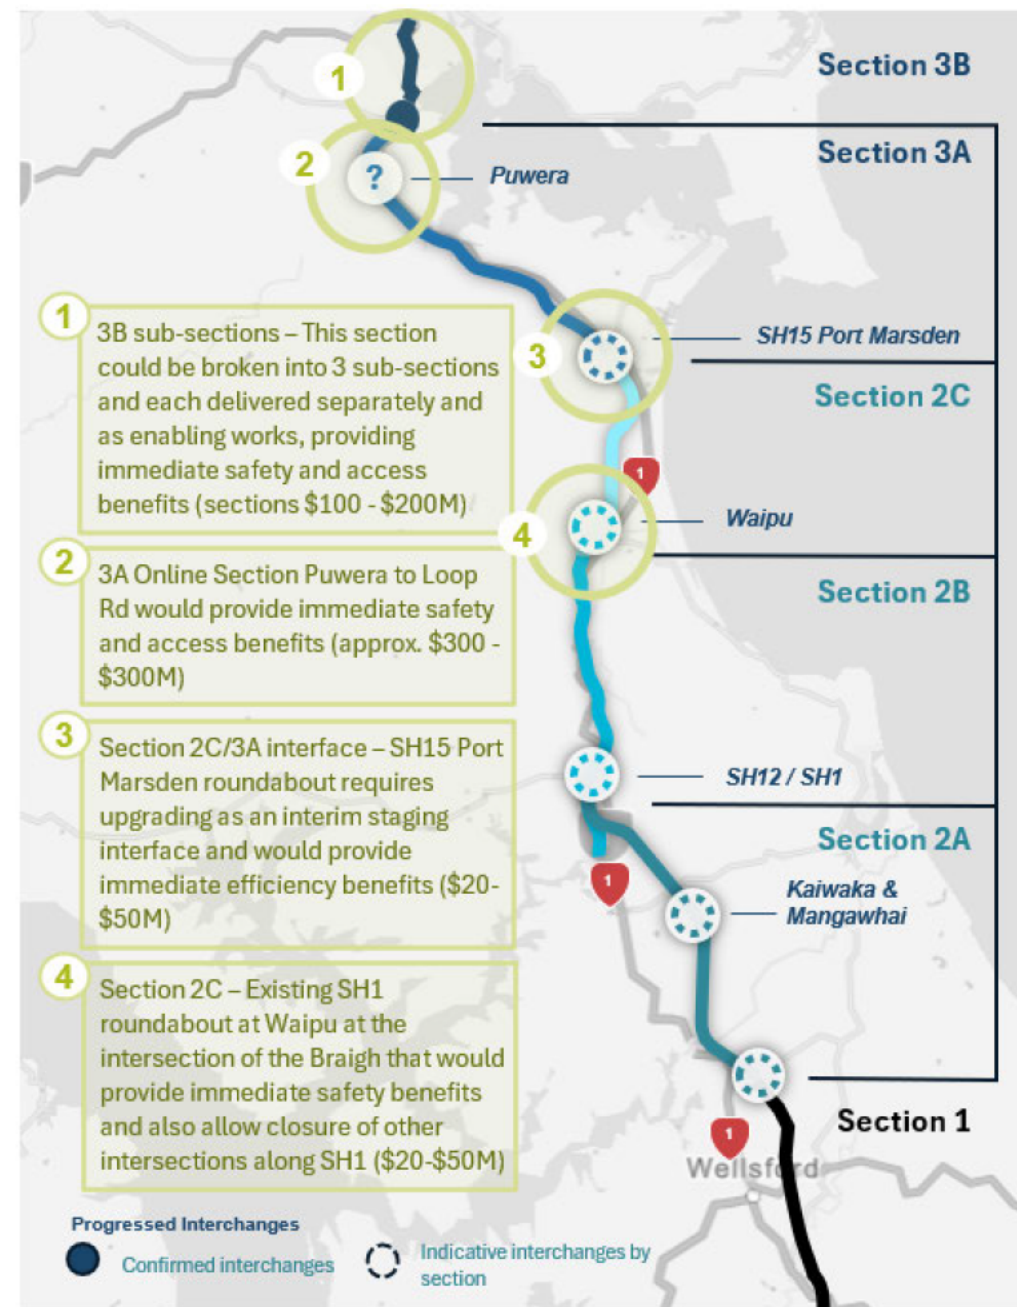 1
Section 3B
Section 3A
2
?
Puwera
3
SH15 Port Marsden
Section 2C
1
4
Waipu
Section 2B
SH12 / SH1
Section 2A
1
Kaiwaka &
Mangawhai
Section 1
1
Wellsford
1
3B sub-sections – This section
could be broken into 3 sub-sections
and each delivered separately and
as enabling works, providing
immediate safety and access
benefits (sections $100 - $200M)
2
3A Online Section Puwera to Loop
Rd would provide immediate safety
and access benefits (approx. $300 -
$300M)
3
Section 2C/3A interface – SH15 Port
Marsden roundabout requires
upgrading as an interim staging
interface and would provide
immediate efficiency benefits ($20-
$50M)
4
Section 2C – Existing SH1
roundabout at Waipu at the
intersection of the Braigh that would
provide immediate safety benefits
and also allow closure of other
intersections along SH1 ($20-$50M)
Progressed Interchanges
Confirmed interchanges
Indicative interchanges by
section